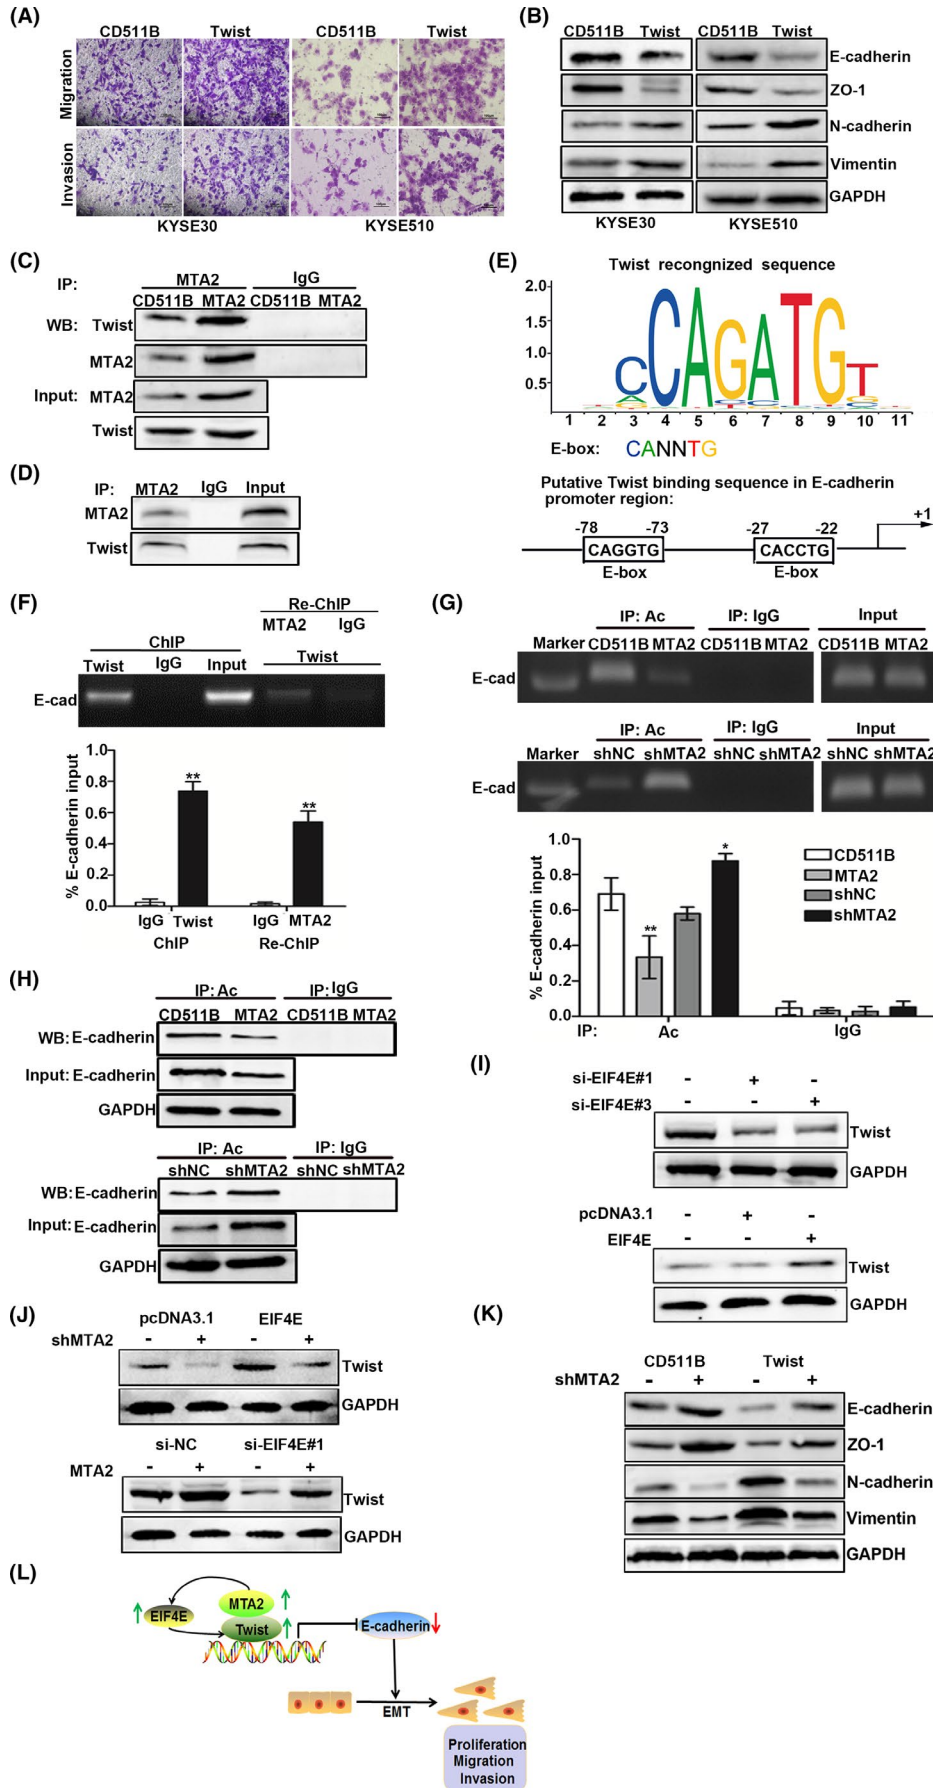 (A)
CD511B Twist CD511B Twist
Migration
Invasion
KYSE30 KYSE510
(B)
CD511B Twist CD511B Twist
E-cadherin
ZO-1
N-cadherin
Vimentin
GAPDH
KYSE30 KYSE510
(C)
IP: MTA2 IgG
CD511B MTA2 CD511B MTA2
WB: Twist
MTA2
Input: MTA2
Twist
(D)
IP: MTA2 IgG Input
MTA2
Twist
(E)
Twist recongnized sequence
2.0
1.5
1.0
0.5
CCAGATGT
1 2 3 4 5 6 7 8 9 10 11
E-box: CANNTG
Putative Twist binding sequence in E-cadherin
promoter region:
-78 -73 -27 -22 +1
CAGGTG CACCTG
E-box E-box
(F)
Re-ChIP
MTA2 IgG
ChIP
Twist IgG Input Twist
E-cad
% E-cadherin input
1.0
0.8
0.6
0.4
0.2
0.0
** **
IgG Twist IgG MTA2
ChIP Re-ChIP
(G)
IP: Ac IP: IgG Input
Marker CD511B MTA2 CD511B MTA2 CD511B MTA2
E-cad
IP: Ac IP: IgG Input
Marker shNC shMTA2 shNC shMTA2 shNC shMTA2
E-cad
% E-cadherin input
1.0
0.8
0.6
0.4
0.2
0
** *
CD511B
MTA2
shNC
shMTA2
IP: Ac IgG
(H)
IP: Ac IP: IgG
CD511B MTA2 CD511B MTA2
WB: E-cadherin
Input: E-cadherin
GAPDH
IP: Ac IP: IgG
shNC shMTA2 shNC shMTA2
WB: E-cadherin
Input: E-cadherin
GAPDH
(I)
si-EIF4E#1 - + -
si-EIF4E#3 - - +
Twist
GAPDH
pcDNA3.1 - + -
EIF4E - - +
Twist
GAPDH
(J)
pcDNA3.1 EIF4E
shMTA2 - + - +
Twist
GAPDH
si-NC si-EIF4E#1
MTA2 - + - +
Twist
GAPDH
(K)
CD511B Twist
shMTA2 - + - +
E-cadherin
ZO-1
N-cadherin
Vimentin
GAPDH
(L)
EIF4E
MTA2
Twist
E-cadherin
EMT
Proliferation
Migration
Invasion